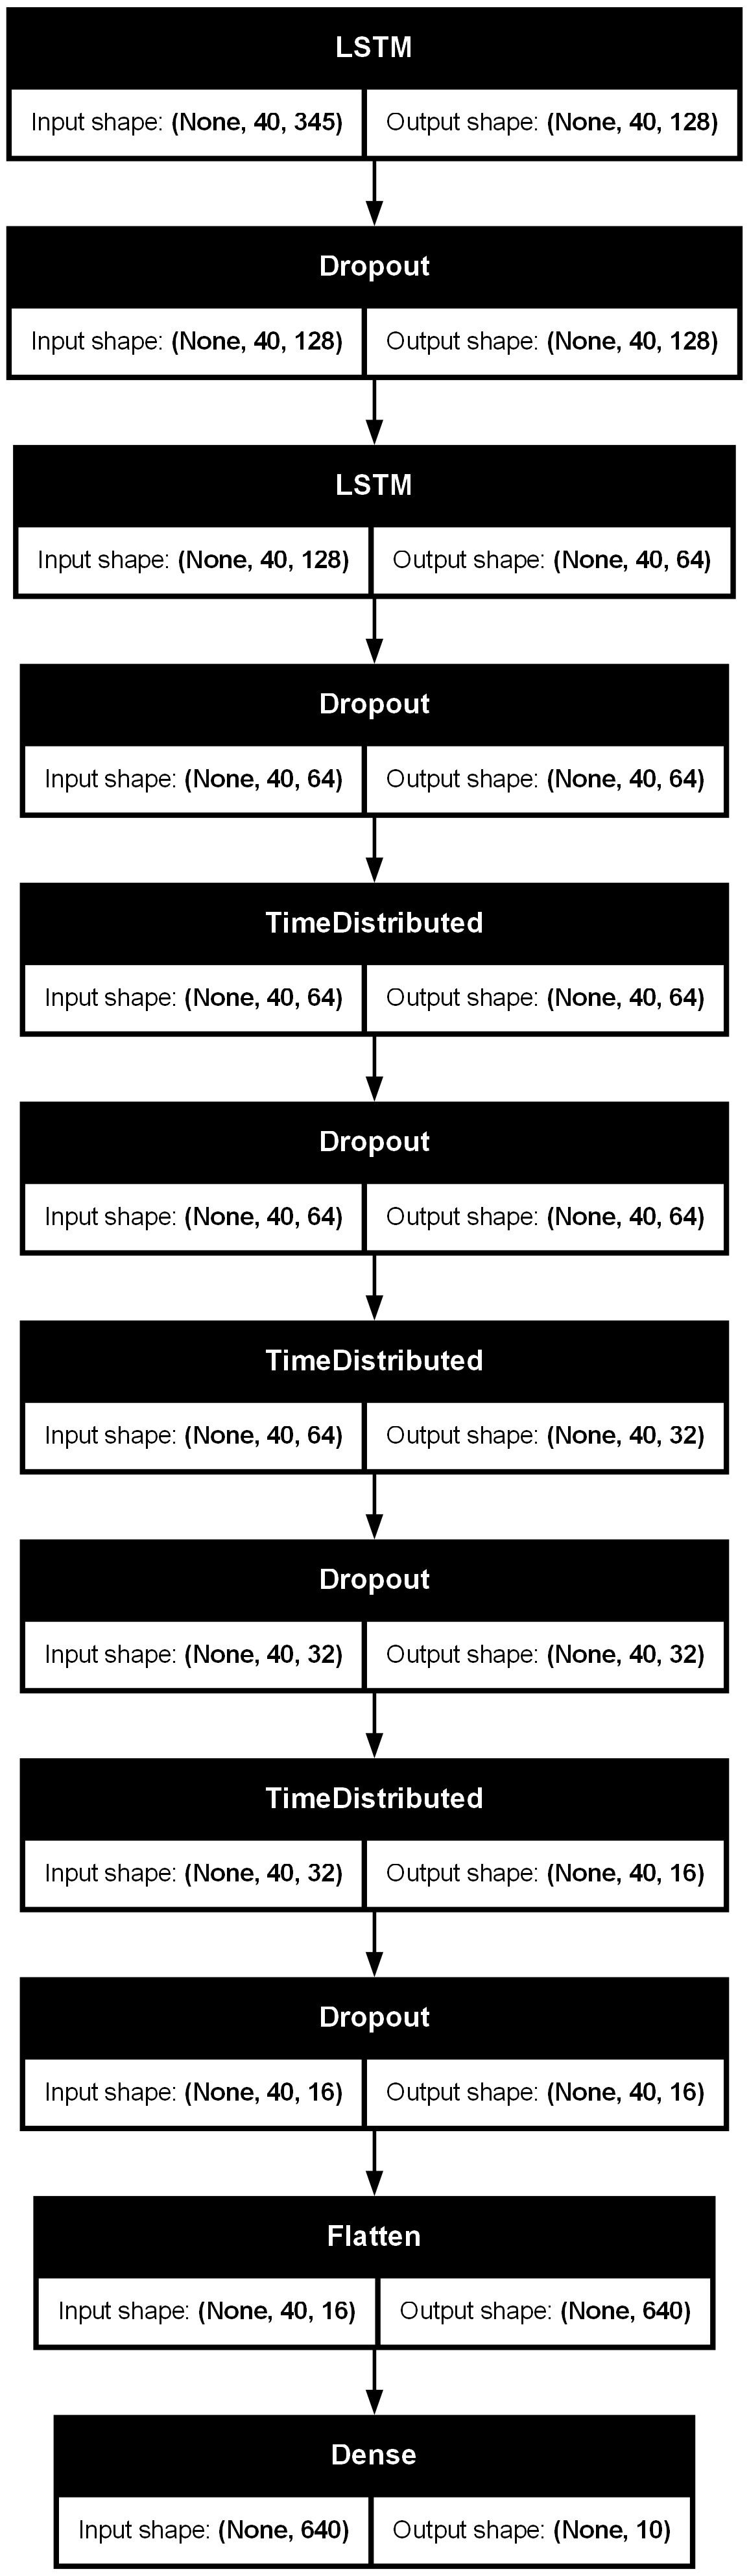 LSTM
Input shape: (None, 40, 345) Output shape: (None, 40, 128)
Dropout
Input shape: (None, 40, 128) Output shape: (None, 40, 128)
LSTM
Input shape: (None, 40, 128) Output shape: (None, 40, 64)
Dropout
Input shape: (None, 40, 64) Output shape: (None, 40, 64)
TimeDistributed
Input shape: (None, 40, 64) Output shape: (None, 40, 64)
Dropout
Input shape: (None, 40, 64) Output shape: (None, 40, 64)
TimeDistributed
Input shape: (None, 40, 64) Output shape: (None, 40, 32)
Dropout
Input shape: (None, 40, 32) Output shape: (None, 40, 32)
TimeDistributed
Input shape: (None, 40, 32) Output shape: (None, 40, 16)
Dropout
Input shape: (None, 40, 16) Output shape: (None, 40, 16)
Flatten
Input shape: (None, 40, 16) Output shape: (None, 640)
Dense
Input shape: (None, 640) Output shape: (None, 10)